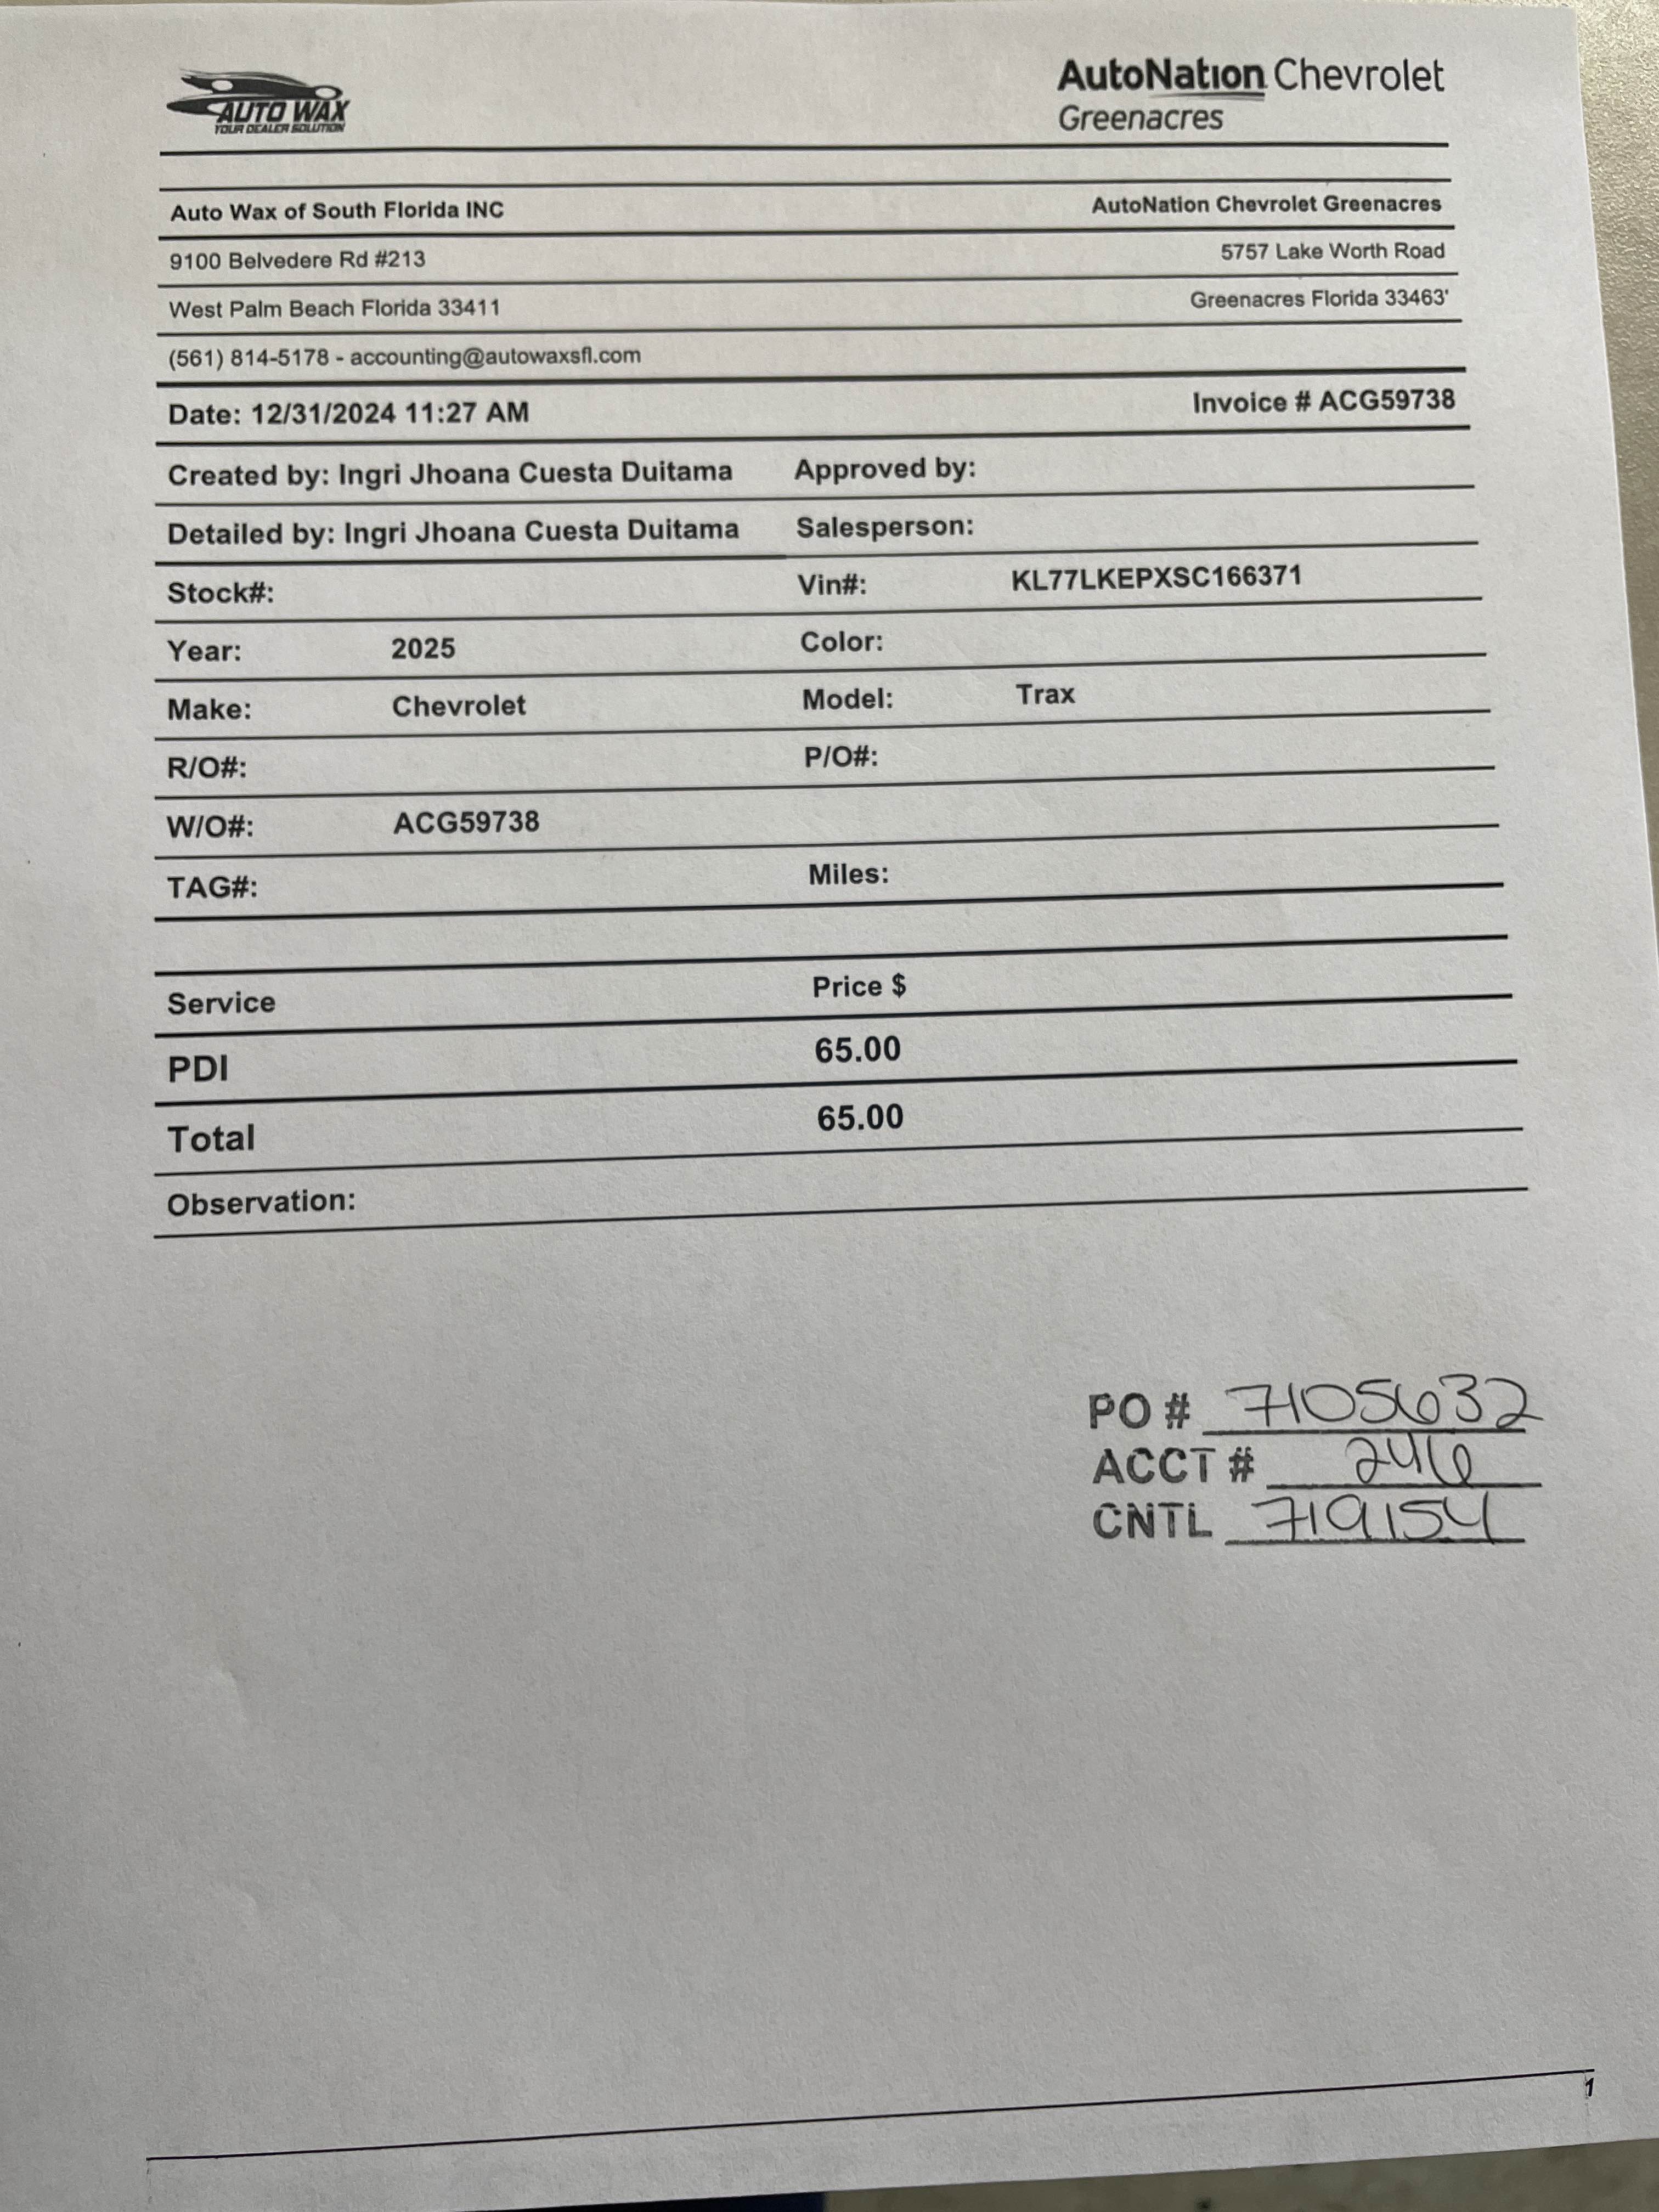 AUTO WAX
YOUR DEALER SOLUTION
AutoNation Chevrolet
Greenacres
Auto Wax of South Florida INC AutoNation Chevrolet Greenacres
9100 Belvedere Rd #213 5757 Lake Worth Road
West Palm Beach Florida 33411 Greenacres Florida 33463'
(561) 814-5178 - accounting@autowaxsfl.com
Date: 12/31/2024 11:27 AM Invoice # ACG59738
Created by: Ingri Jhoana Cuesta Duitama Approved by:
Detailed by: Ingri Jhoana Cuesta Duitama Salesperson:
Stock#: Vin#: KL77LKEPXSC166371
Year: 2025 Color:
Make: Chevrolet Model: Trax
R/O#: P/O#:
W/O#: ACG59738
TAG#: Miles:
Service Price $
PDI 65.00
Total 65.00
Observation:
PO # 7105632
ACCT # 246
CNTL 719154
1